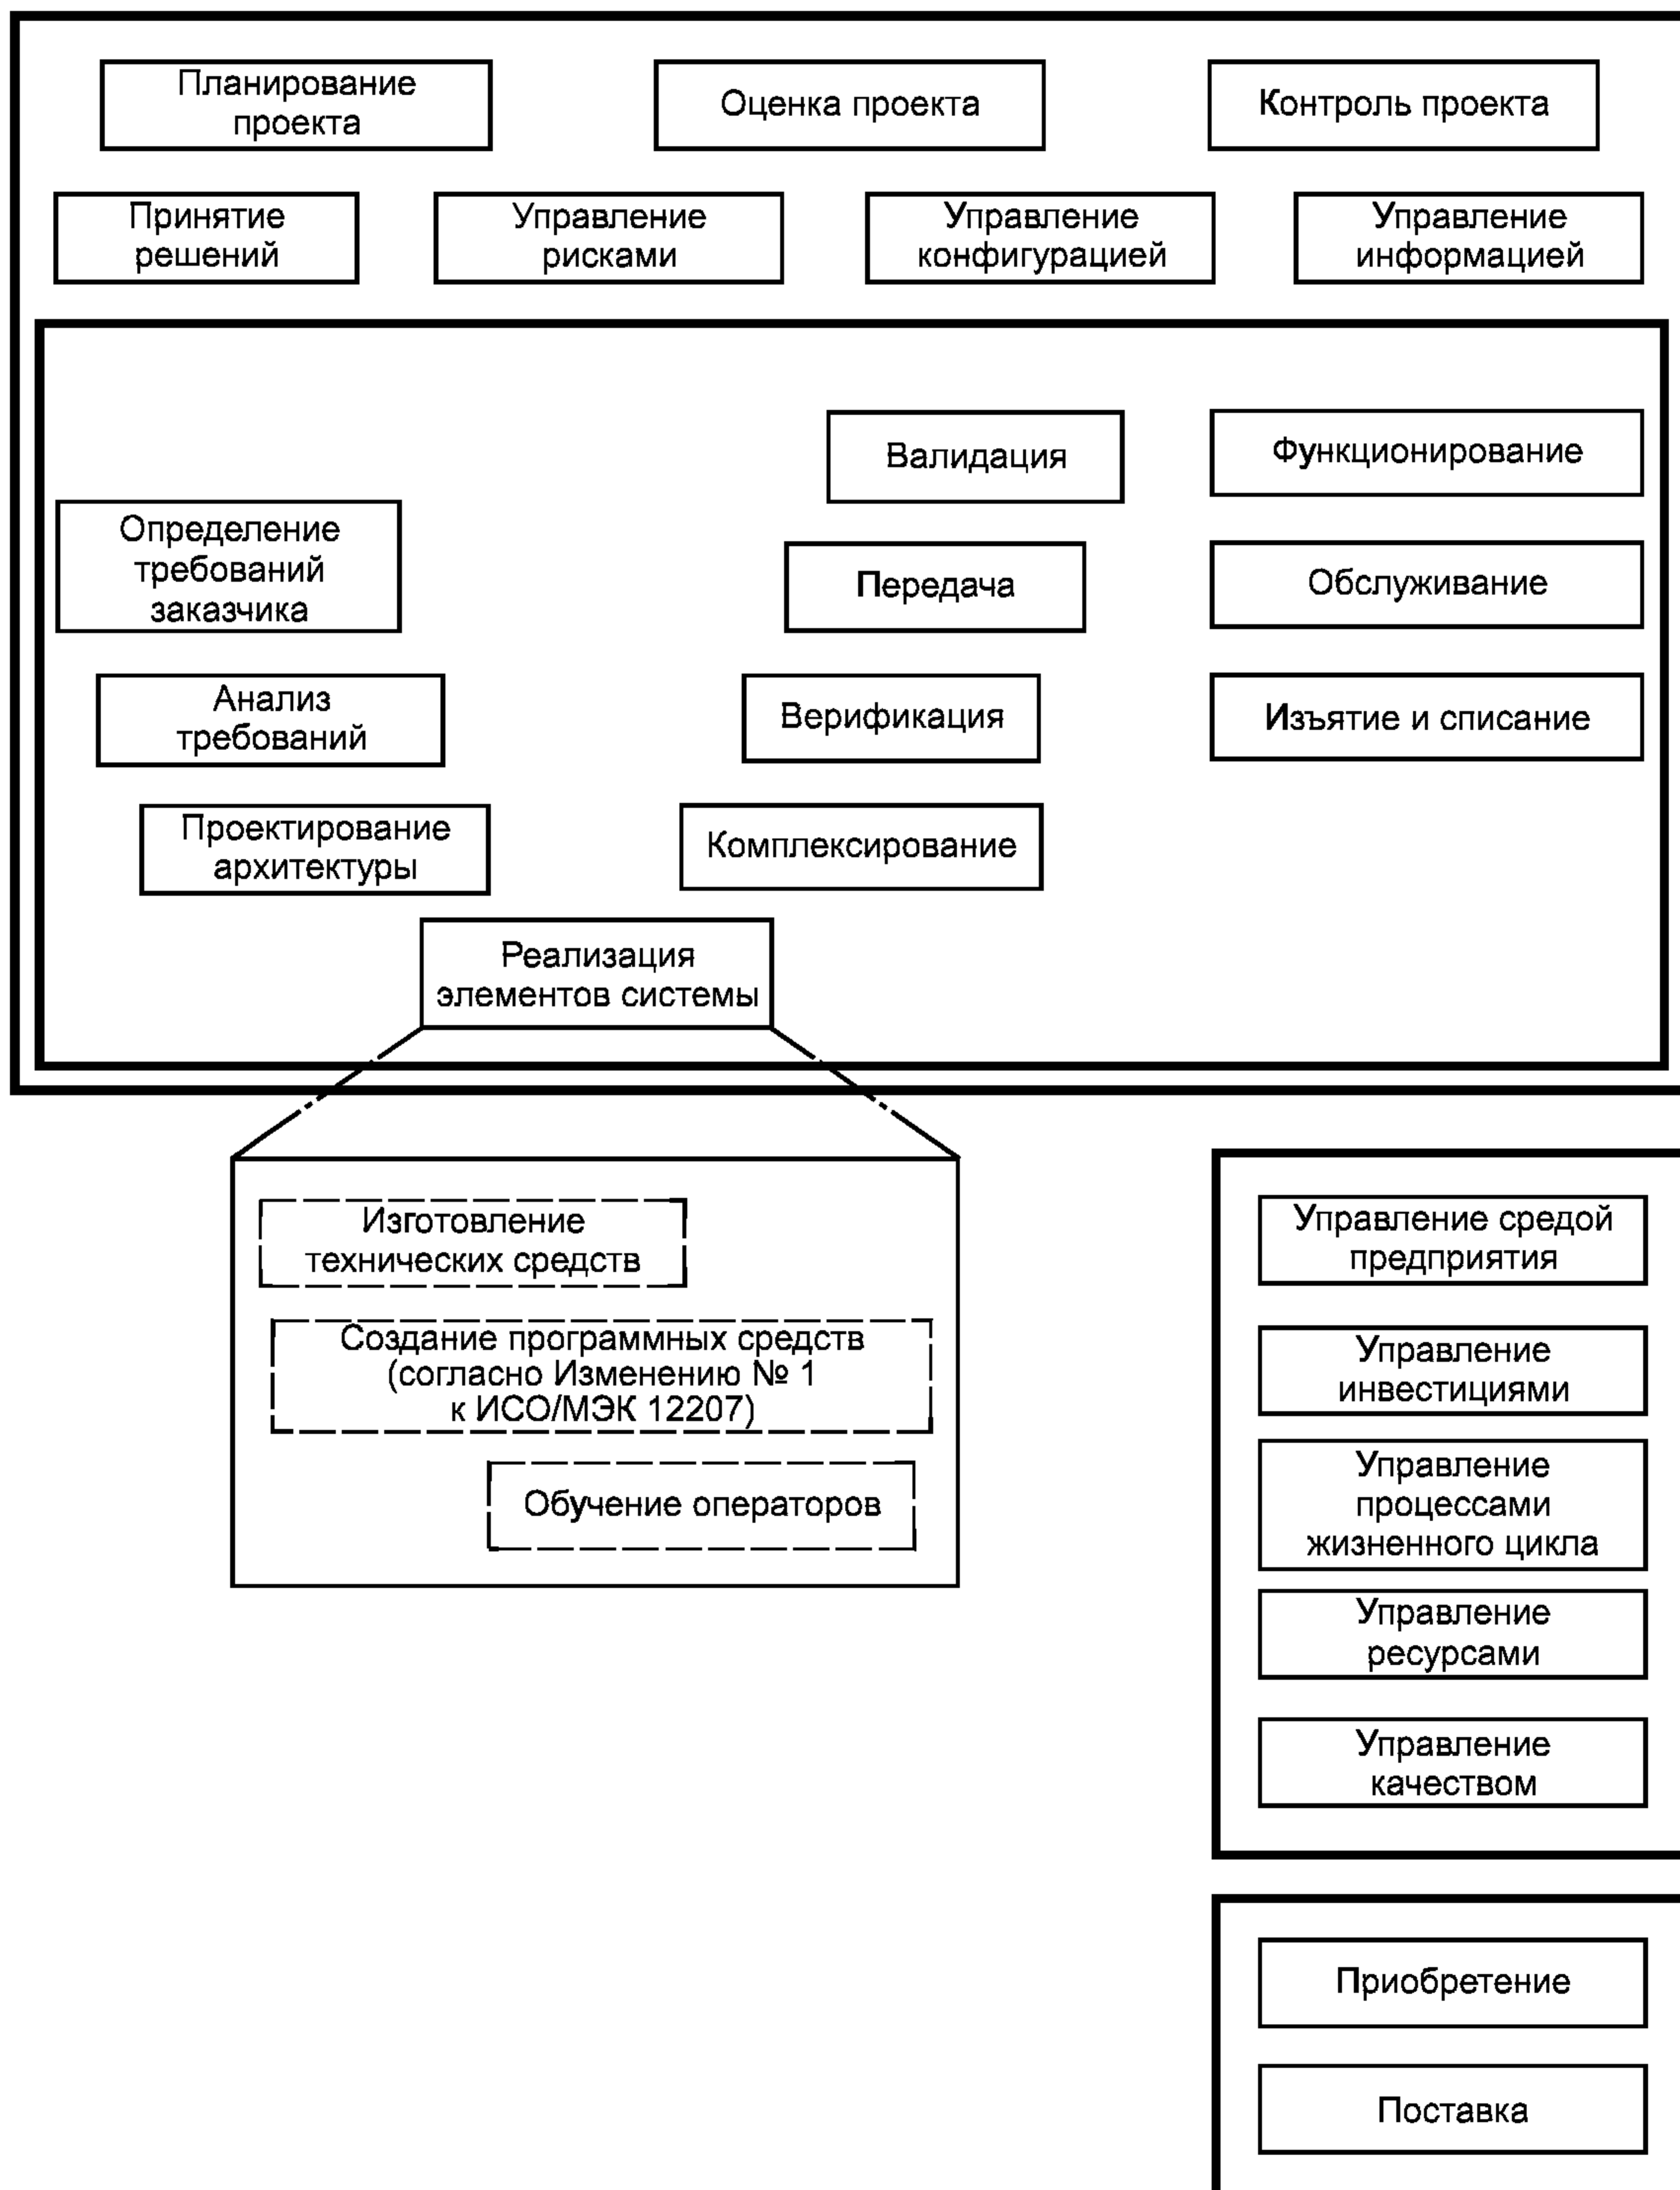 Планирование
проекта
Оценка проекта
Контроль проекта
Принятие
решений
Управление
рисками
Управление
конфигурацией
Управление
информацией
Валидация
Функционирование
Определение
требований
заказчика
Передача
Обслуживание
Анализ
требований
Верификация
Изъятие и списание
Проектирование
архитектуры
Комплексирование
Реализация
элементов системы
Изготовление
технических средств
Создание программных средств
(согласно Изменению № 1
к ИСО/МЭК 12207)
Обучение операторов
Управление средой
предприятия
Управление
инвестициями
Управление
процессами
жизненного цикла
Управление
ресурсами
Управление
качеством
Приобретение
Поставка